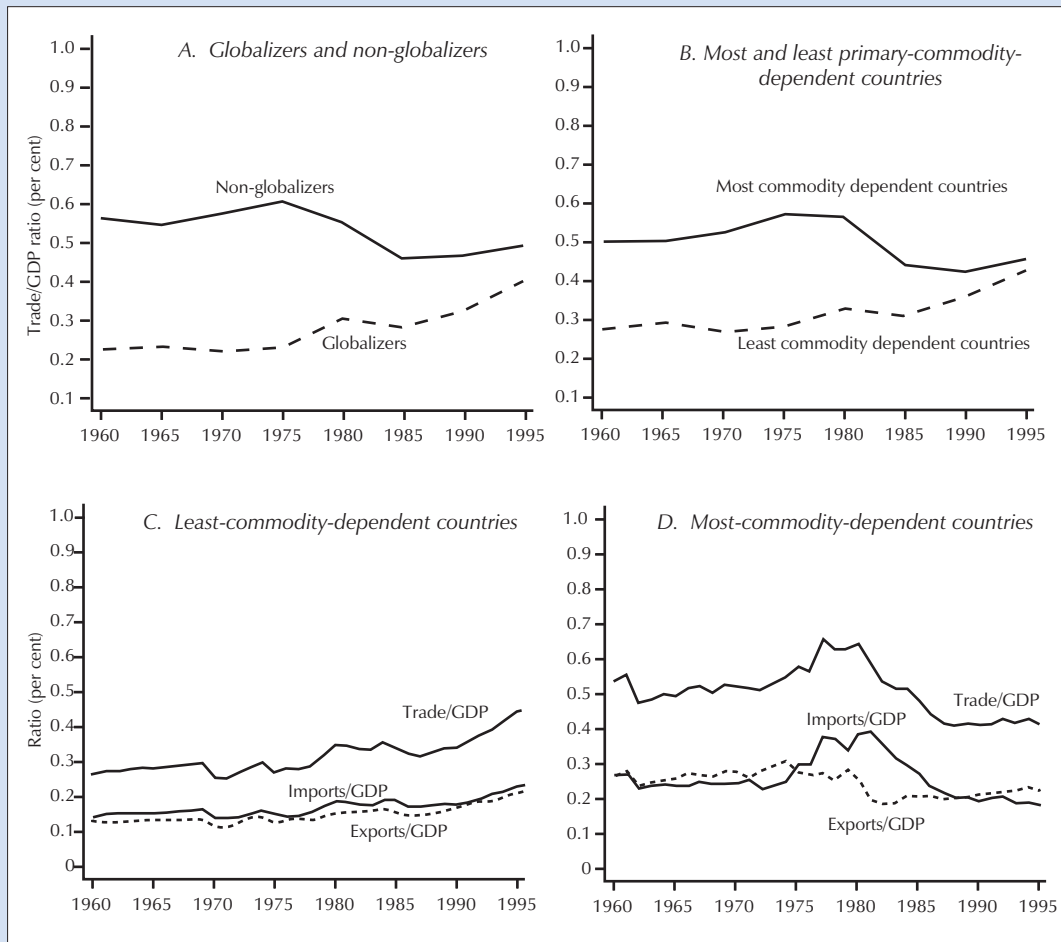 A. Globalizers and non-globalizers
Trade/GDP ratio (per cent)
1.0
0.9
0.8
0.7
0.6
0.5
0.4
0.3
0.2
0.1
Non-globalizers
Globalizers
1960 1965 1970 1975 1980 1985 1990 1995
B. Most and least primary-commodity-
dependent countries
1.0
0.9
0.8
0.7
0.6
0.5
0.4
0.3
0.2
0.1
Most commodity dependent countries
Least commodity dependent countries
1960 1965 1970 1975 1980 1985 1990 1995
C. Least-commodity-dependent countries
Ratio (per cent)
1.0
0.9
0.8
0.7
0.6
0.5
0.4
0.3
0.2
0.1
0
Trade/GDP
Imports/GDP
Exports/GDP
1960 1965 1970 1975 1980 1985 1990 1995
D. Most-commodity-dependent countries
1.0
0.9
0.8
0.7
0.6
0.5
0.4
0.3
0.2
0.1
0
Trade/GDP
Imports/GDP
Exports/GDP
1960 1965 1970 1975 1980 1985 1990 1995